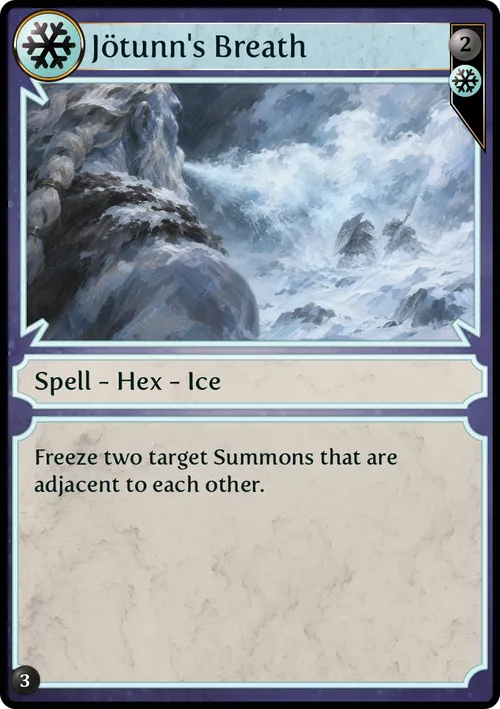 Jötunn's Breath
2
Spell - Hex - Ice
Freeze two target Summons that are
adjacent to each other.
3